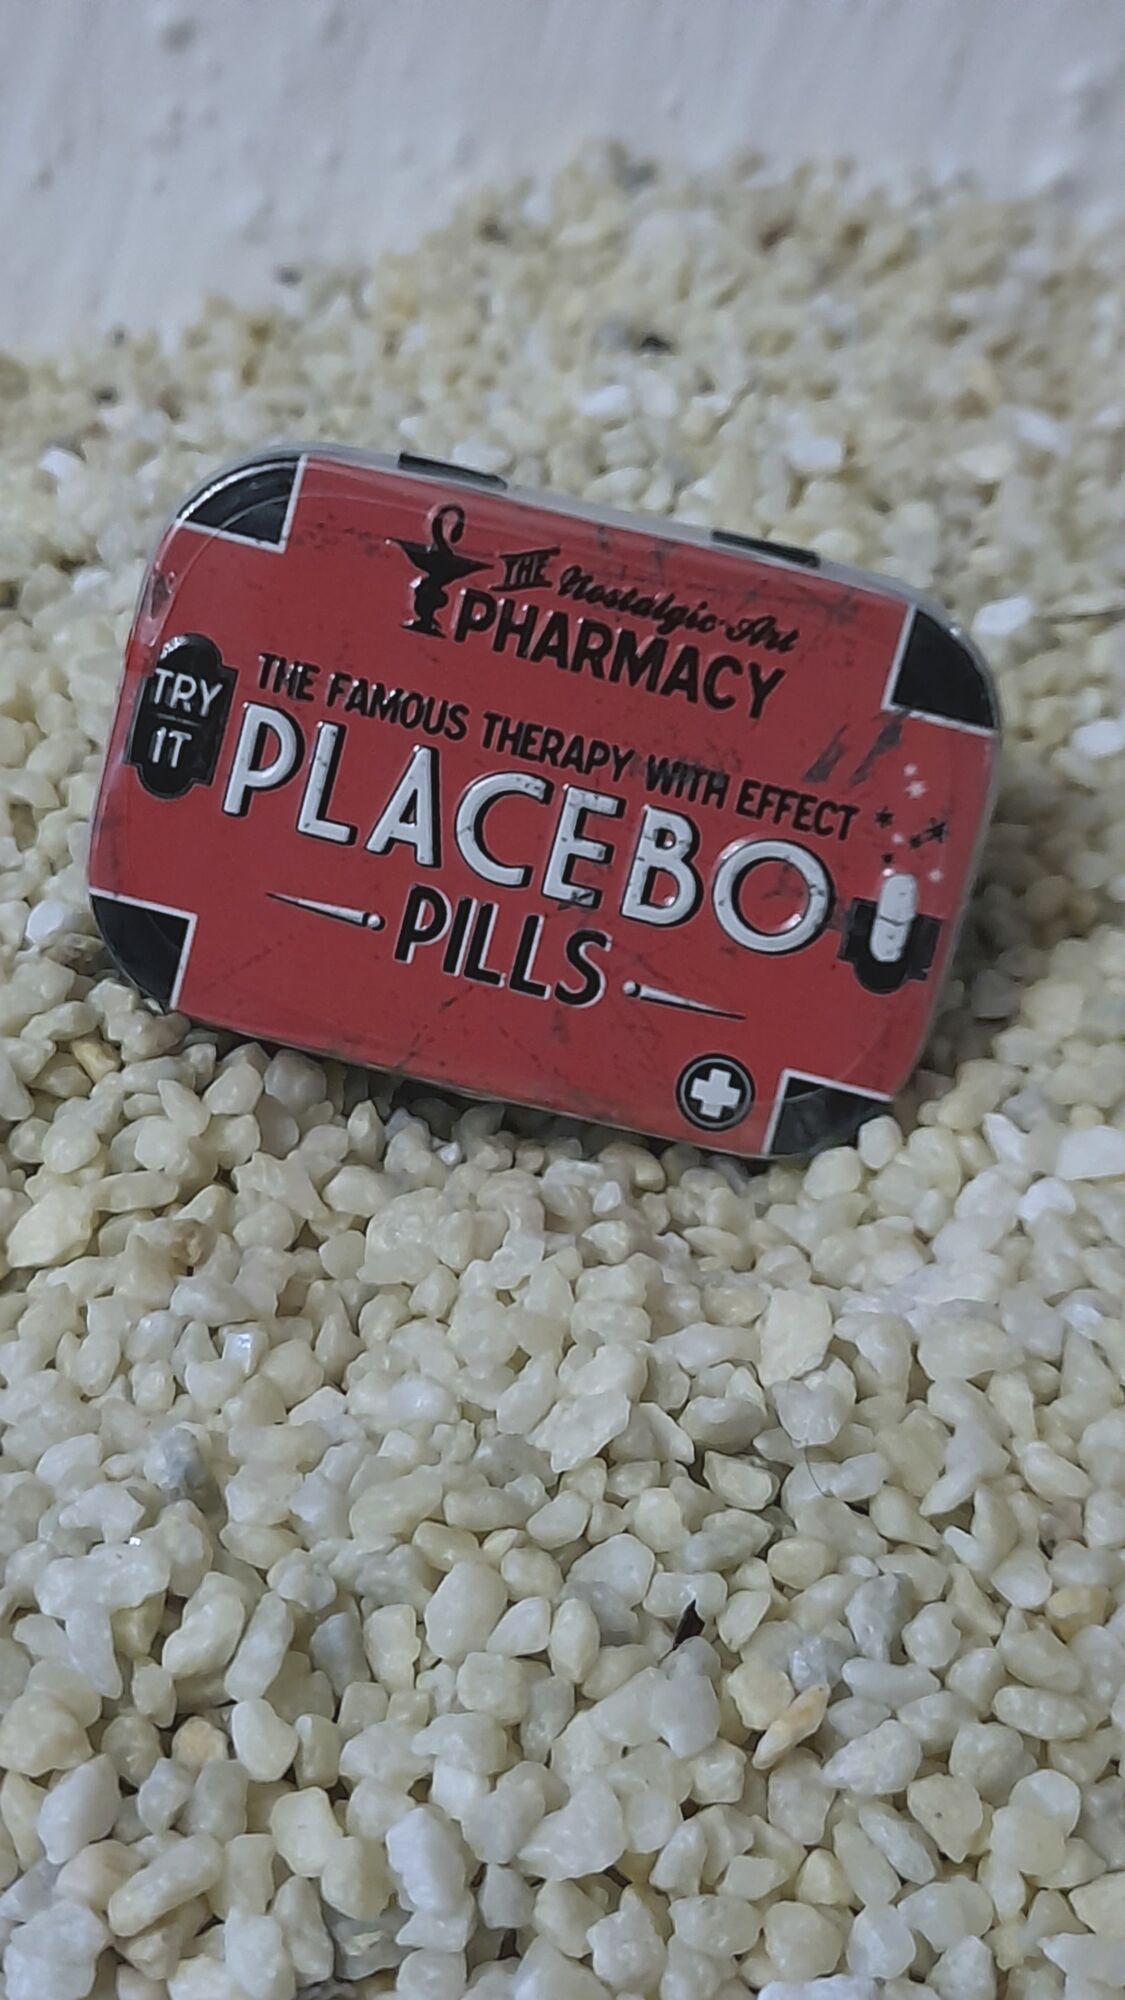 THE Nostalgic Art
PHARMACY
TRY
IT
THE FAMOUS THERAPY WITH EFFECT
PLACEBO
PILLS